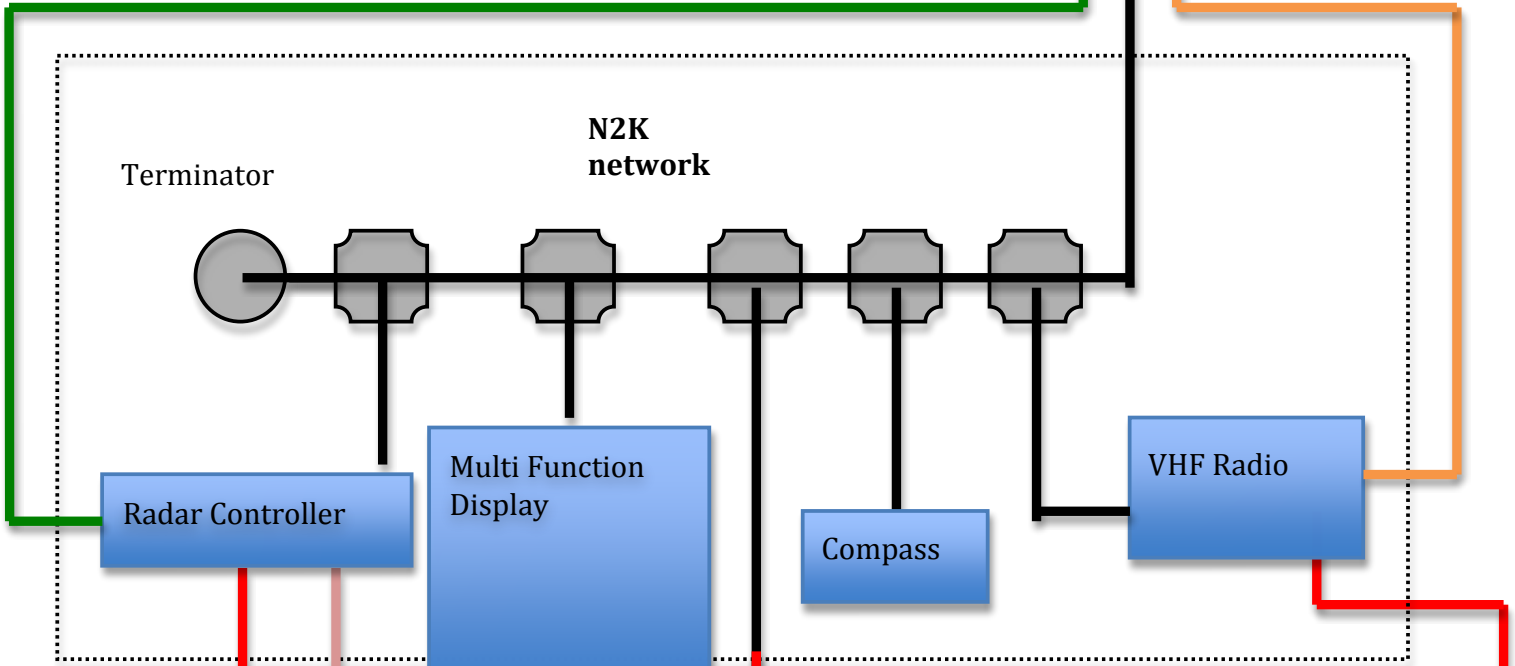 N2K
network
Terminator
Multi Function
Display
VHF Radio
Radar Controller
Compass